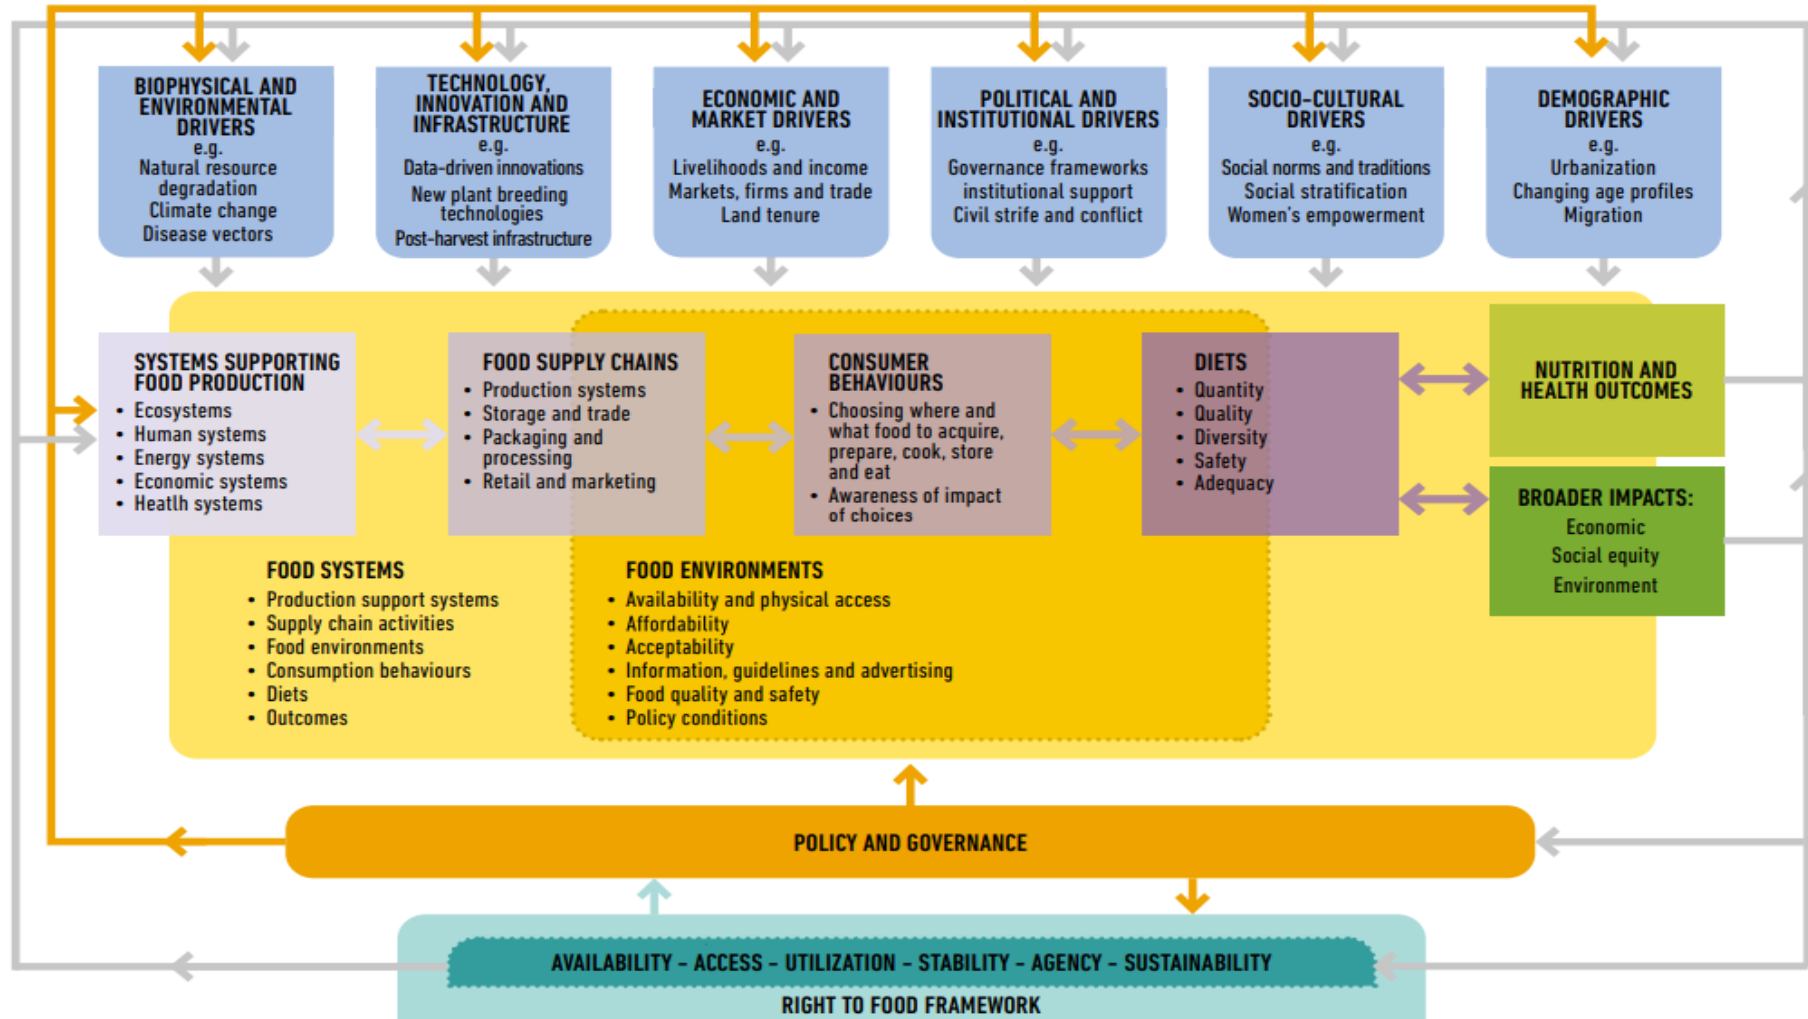 BIOPHYSICAL AND
ENVIRONMENTAL
DRIVERS
e.g.
Natural resource
degradation
Climate change
Disease vectors
TECHNOLOGY,
INNOVATION AND
INFRASTRUCTURE
e.g.
Data-driven innovations
New plant breeding
technologies
Post-harvest infrastructure
ECONOMIC AND
MARKET DRIVERS
e.g.
Livelihoods and income
Markets, firms and trade
Land tenure
POLITICAL AND
INSTITUTIONAL DRIVERS
e.g.
Governance frameworks
institutional support
Civil strife and conflict
SOCIO-CULTURAL
DRIVERS
e.g.
Social norms and traditions
Social stratification
Women's empowerment
DEMOGRAPHIC
DRIVERS
e.g.
Urbanization
Changing age profiles
Migration
SYSTEMS SUPPORTING
FOOD PRODUCTION
• Ecosystems
• Human systems
• Energy systems
• Economic systems
• Heatlh systems
FOOD SUPPLY CHAINS
• Production systems
• Storage and trade
• Packaging and
processing
• Retail and marketing
CONSUMER
BEHAVIOURS
• Choosing where and
what food to acquire,
prepare, cook, store
and eat
• Awareness of impact
of choices
DIETS
• Quantity
• Quality
• Diversity
• Safety
• Adequacy
NUTRITION AND
HEALTH OUTCOMES
BROADER IMPACTS:
Economic
Social equity
Environment
FOOD SYSTEMS
• Production support systems
• Supply chain activities
• Food environments
• Consumption behaviours
• Diets
• Outcomes
FOOD ENVIRONMENTS
• Availability and physical access
• Affordability
• Acceptability
• Information, guidelines and advertising
• Food quality and safety
• Policy conditions
POLICY AND GOVERNANCE
AVAILABILITY – ACCESS – UTILIZATION – STABILITY – AGENCY – SUSTAINABILITY
RIGHT TO FOOD FRAMEWORK